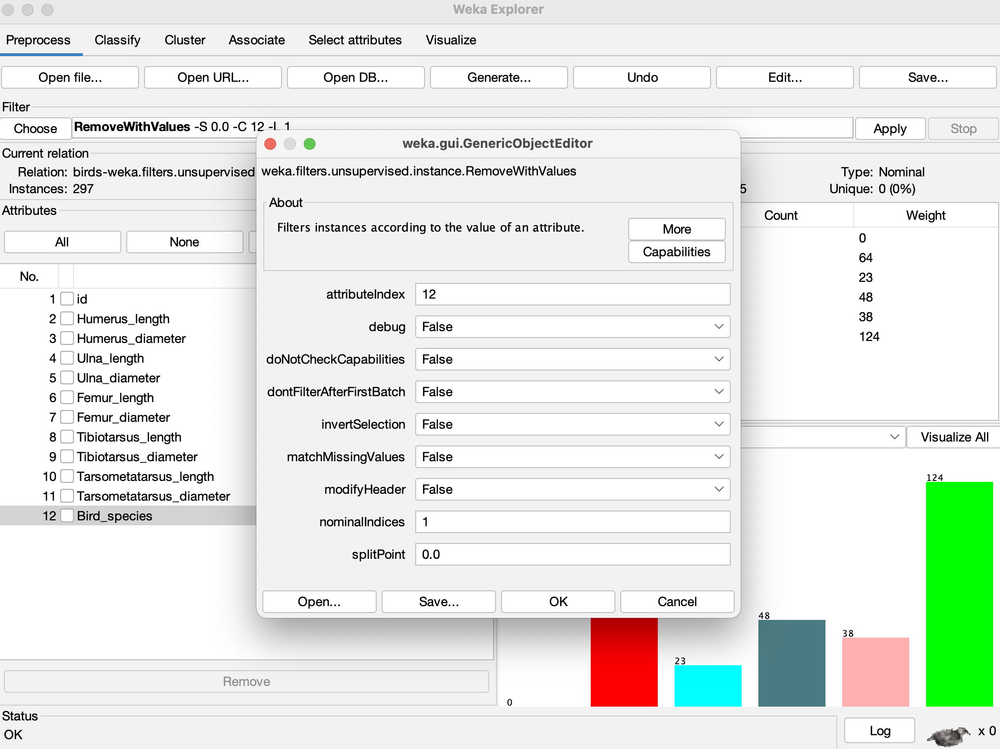 Weka Explorer
Preprocess Classify Cluster Associate Select attributes Visualize
Open file... Open URL... Open DB... Generate... Undo Edit... Save...
Filter
Choose RemoveWithValues -S 0.0 -C 12 -L 1 Apply Stop
weka.gui.GenericObjectEditor
Current relation
Relation: birds-weka.filters.unsupervised Type: Nominal
Instances: 297 5 Unique: 0 (0%)
weka.filters.unsupervised.instance.RemoveWithValues
About
Filters instances according to the value of an attribute.
More
Capabilities
Attributes
All None
No.
1 id
2 Humerus_length
3 Humerus_diameter
4 Ulna_length
5 Ulna_diameter
6 Femur_length
7 Femur_diameter
8 Tibiotarsus_length
9 Tibiotarsus_diameter
10 Tarsometatarsus_length
11 Tarsometatarsus_diameter
12 Bird_species
attributeIndex 12
debug False
doNotCheckCapabilities False
dontFilterAfterFirstBatch False
invertSelection False
matchMissingValues False
modifyHeader False
nominalIndices 1
splitPoint 0.0
Open... Save... OK Cancel
Count Weight
0
64
23
48
38
124
Visualize All
0
23
48
38
124
Remove
Status
OK
Log
x 0